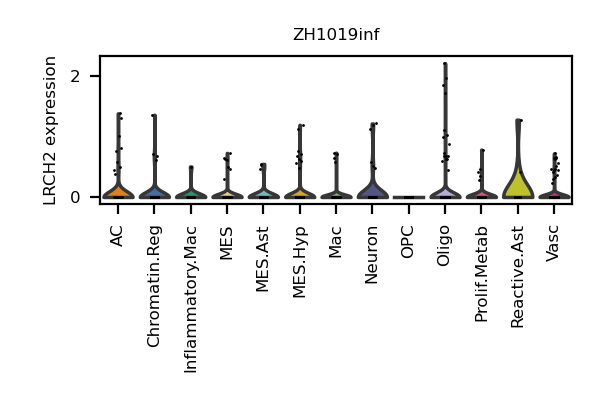 ZH1019inf
LRCH2 expression
2
0
AC
Chromatin.Reg
Inflammatory.Mac
MES
MES.Ast
MES.Hyp
Mac
Neuron
OPC
Oligo
Prolif.Metab
Reactive.Ast
Vasc